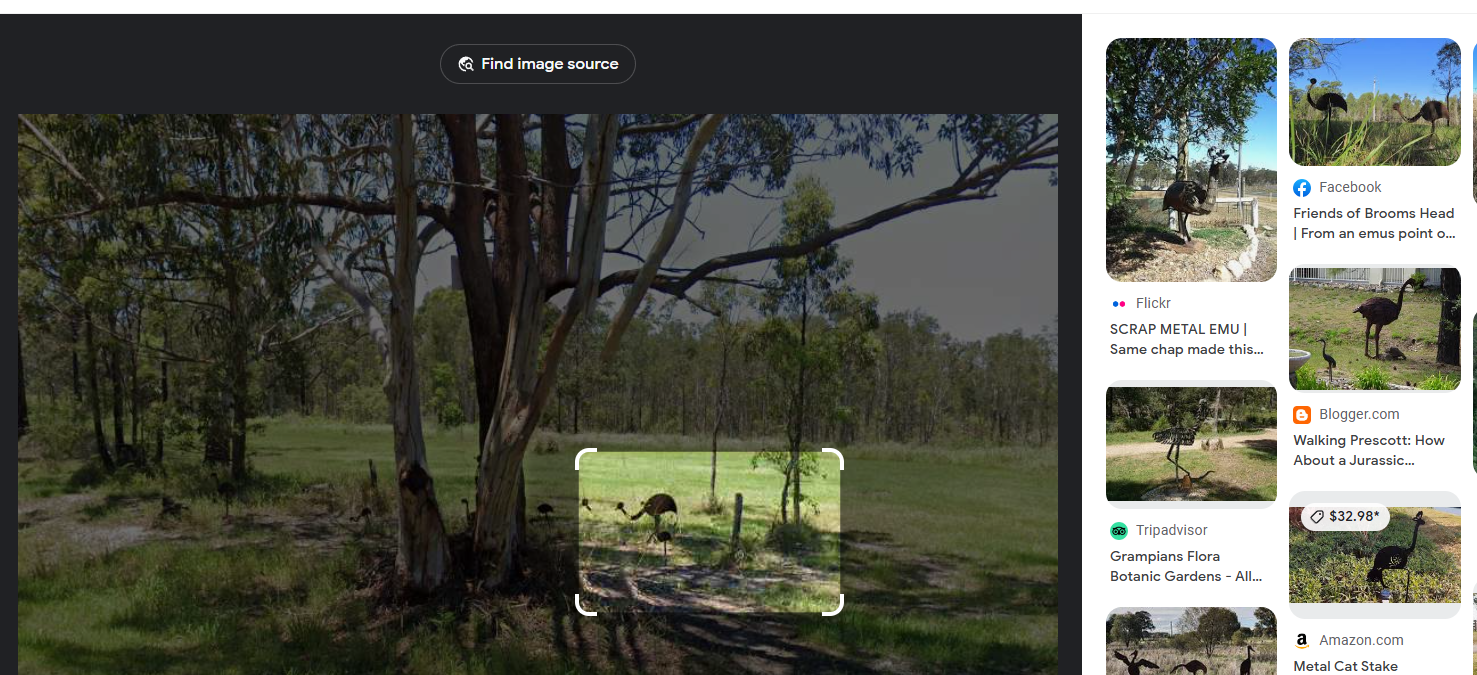 Find image source
Flickr
SCRAP METAL EMU |
Same chap made this...
Tripadvisor
Grampians Flora
Botanic Gardens - All...
Facebook
Friends of Brooms Head
| From an emus point o...
Blogger.com
Walking Prescott: How
About a Jurassic...
$32.98*
Amazon.com
Metal Cat Stake